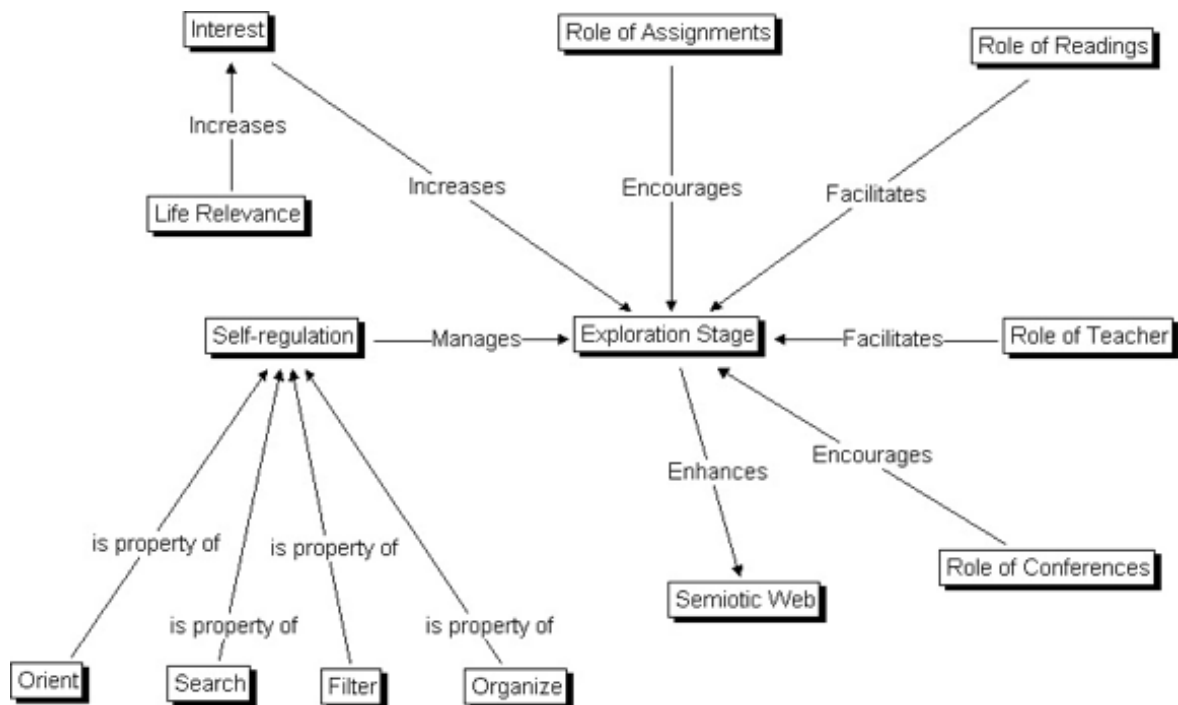 Interest
Role of Assignments
Role of Readings
Increases
Increases
Encourages
Facilitates
Life Relevance
Self-regulation
Manages
Exploration Stage
Facilitates
Role of Teacher
Enhances
Encourages
is property of
is property of
Role of Conferences
Semiotic Web
is property of
is property of
Orient
Search
Filter
Organize